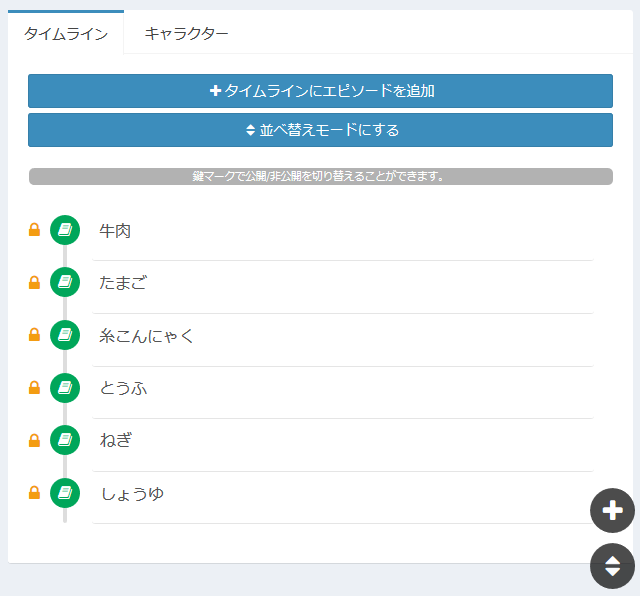 タイムライン キャラクター
タイムラインにエピソードを追加
並べ替えモードにする
鍵マークで公開/非公開を切り替えることができます。
牛肉
たまご
糸こんにゃく
とうふ
ねぎ
しょうゆ